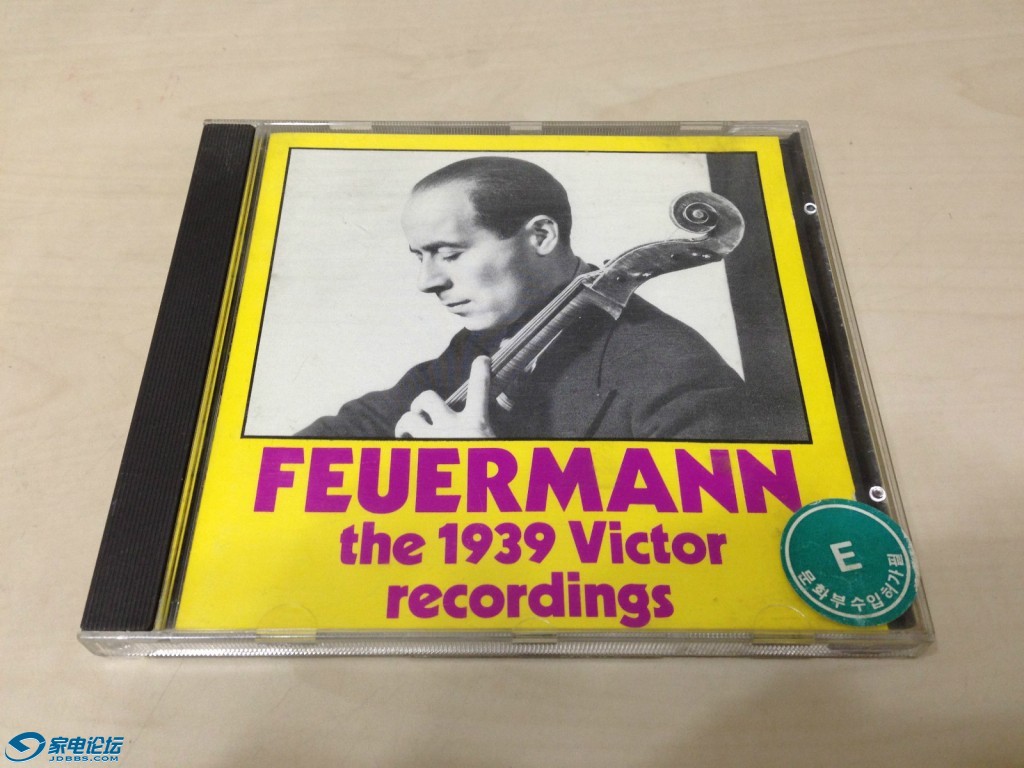 FEUERMANN
the 1939 Victor
recordings
E
문화부 수입허가필
家电论坛
JDBBS.COM